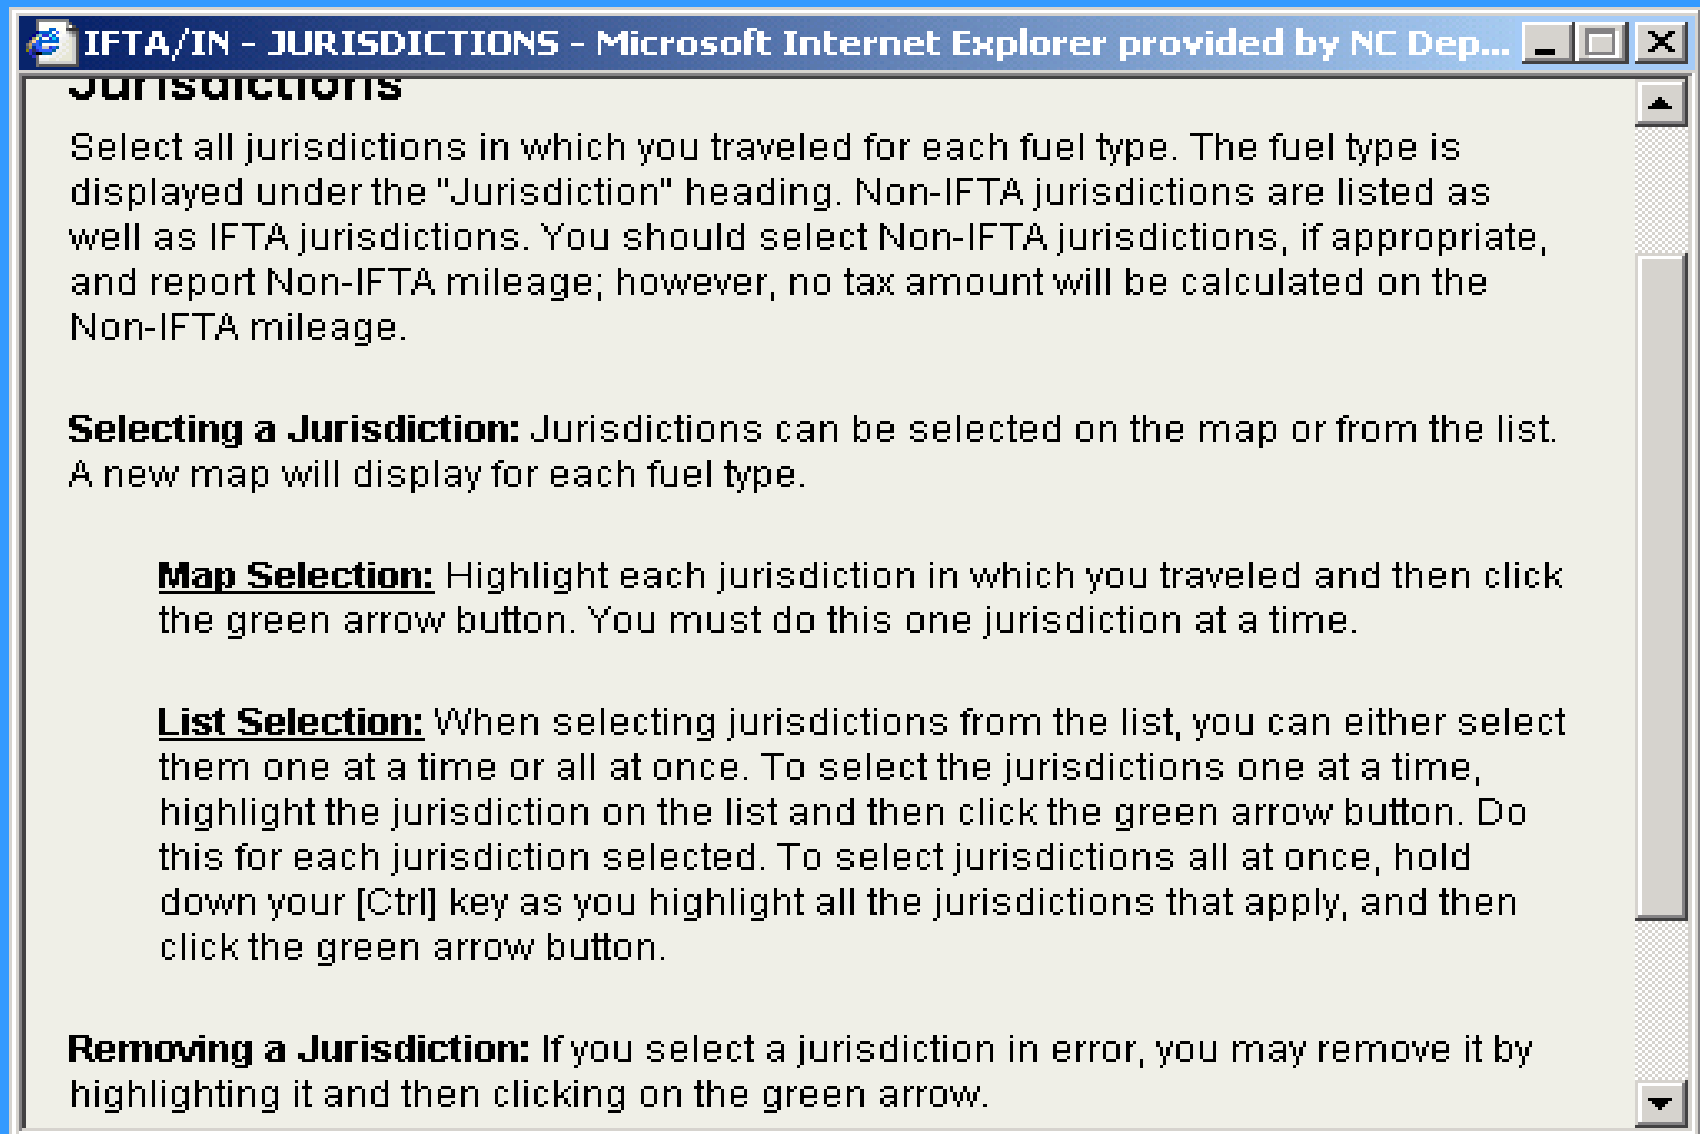 IFTA/IN - JURISDICTIONS - Microsoft Internet Explorer provided by NC Dep...
Jurisdictions
Select all jurisdictions in which you traveled for each fuel type. The fuel type is
displayed under the "Jurisdiction" heading. Non-IFTA jurisdictions are listed as
well as IFTA jurisdictions. You should select Non-IFTA jurisdictions, if appropriate,
and report Non-IFTA mileage; however, no tax amount will be calculated on the
Non-IFTA mileage.
Selecting a Jurisdiction: Jurisdictions can be selected on the map or from the list.
A new map will display for each fuel type.
Map Selection: Highlight each jurisdiction in which you traveled and then click
the green arrow button. You must do this one jurisdiction at a time.
List Selection: When selecting jurisdictions from the list, you can either select
them one at a time or all at once. To select the jurisdictions one at a time,
highlight the jurisdiction on the list and then click the green arrow button. Do
this for each jurisdiction selected. To select jurisdictions all at once, hold
down your [Ctrl] key as you highlight all the jurisdictions that apply, and then
click the green arrow button.
Removing a Jurisdiction: If you select a jurisdiction in error, you may remove it by
highlighting it and then clicking on the green arrow.